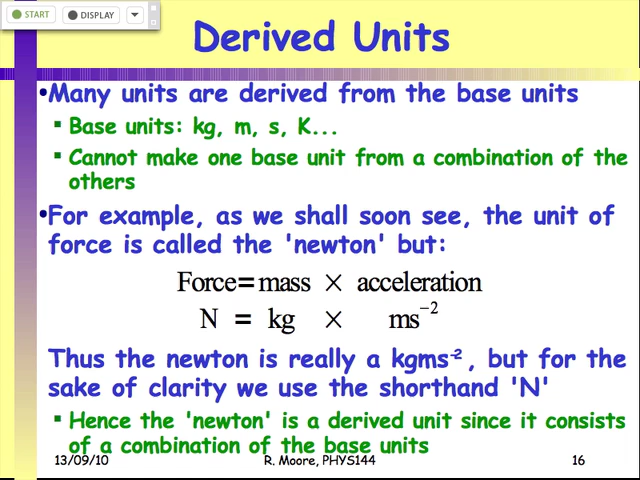 START DISPLAY
Derived Units
•Many units are derived from the base units
▪ Base units: kg, m, s, K...
▪ Cannot make one base unit from a combination of the
others
•For example, as we shall soon see, the unit of
force is called the 'newton' but:
Force=mass × acceleration
N = kg × ms⁻²
Thus the newton is really a kgms⁻², but for the
sake of clarity we use the shorthand 'N'
▪ Hence the 'newton' is a derived unit since it consists
of a combination of the base units
13/09/10 R. Moore, PHYS144 16